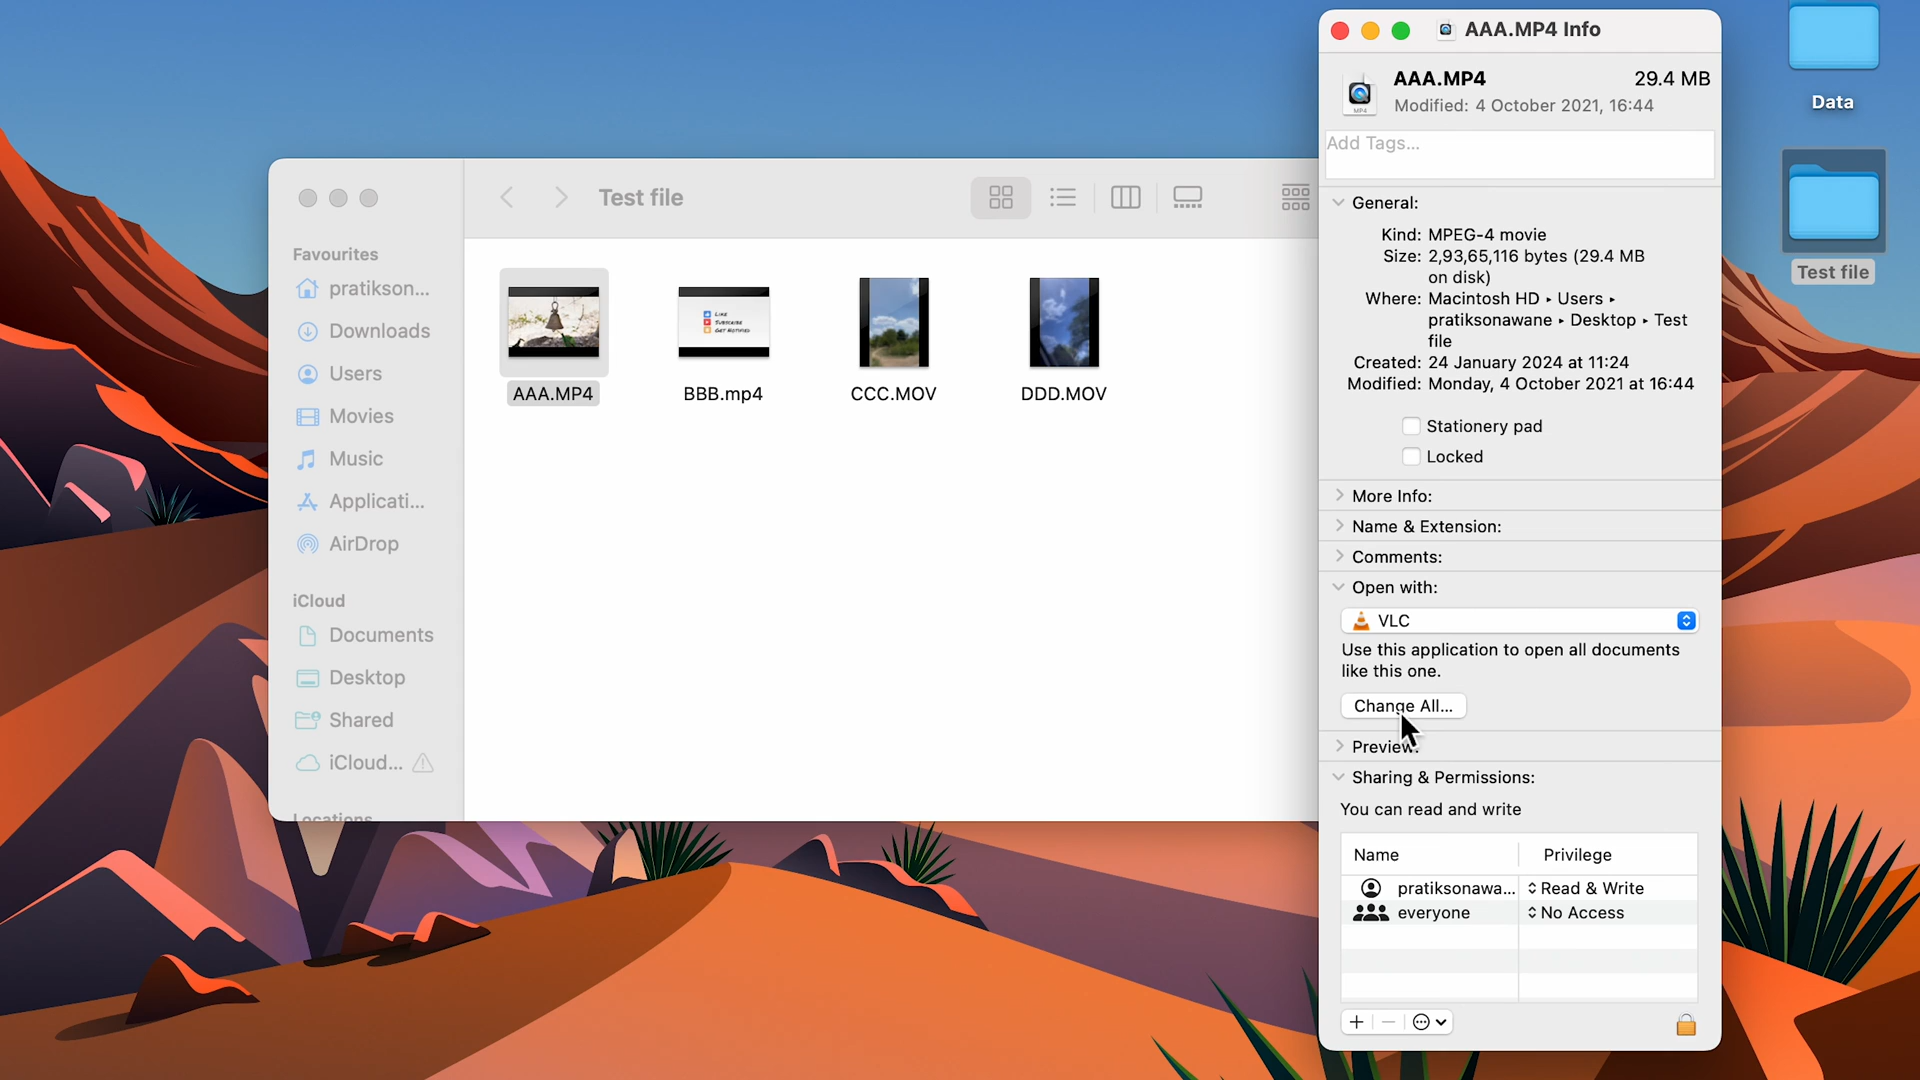 Test file
Favourites
pratikson...
Downloads
Users
Movies
Music
Applicati...
AirDrop
iCloud
Documents
Desktop
Shared
iCloud...
Locations
AAA.MP4
BBB.mp4
CCC.MOV
DDD.MOV
LIKE
SUBSCRIBE
GET NOTIFIED
AAA.MP4 Info
MP4
AAA.MP4 29.4 MB
Modified: 4 October 2021, 16:44
Add Tags...
General:
Kind: MPEG-4 movie
Size: 2,93,65,116 bytes (29.4 MB
on disk)
Where: Macintosh HD ▸ Users ▸
pratiksonawane ▸ Desktop ▸ Test
file
Created: 24 January 2024 at 11:24
Modified: Monday, 4 October 2021 at 16:44
Stationery pad
Locked
More Info:
Name & Extension:
Comments:
Open with:
VLC
Use this application to open all documents
like this one.
Change All...
Preview:
Sharing & Permissions:
You can read and write
Name Privilege
pratiksonawa... Read & Write
everyone No Access
Data
Test file